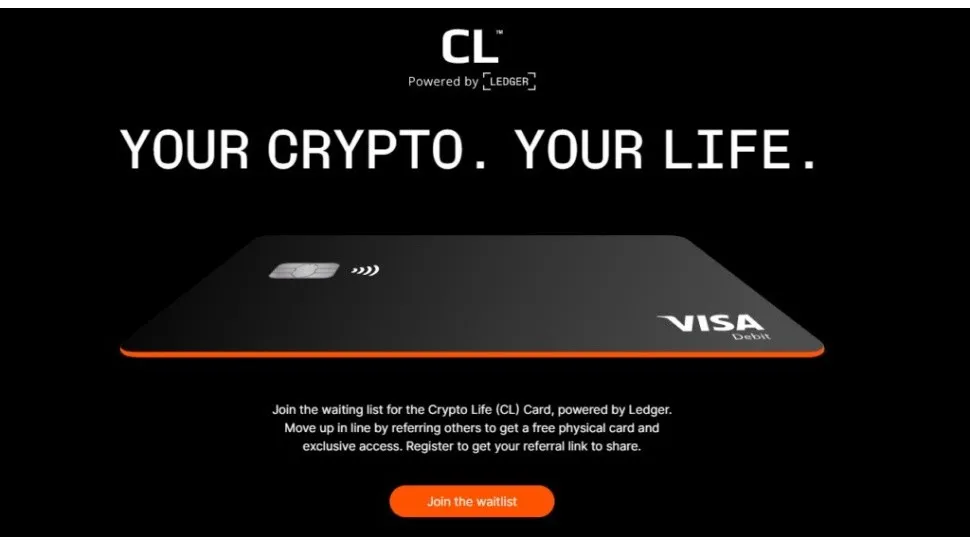 CL™
Powered by [LEDGER]
YOUR CRYPTO. YOUR LIFE.
VISA
Debit
Join the waiting list for the Crypto Life (CL) Card, powered by Ledger.
Move up in line by referring others to get a free physical card and
exclusive access. Register to get your referral link to share.
Join the waitlist